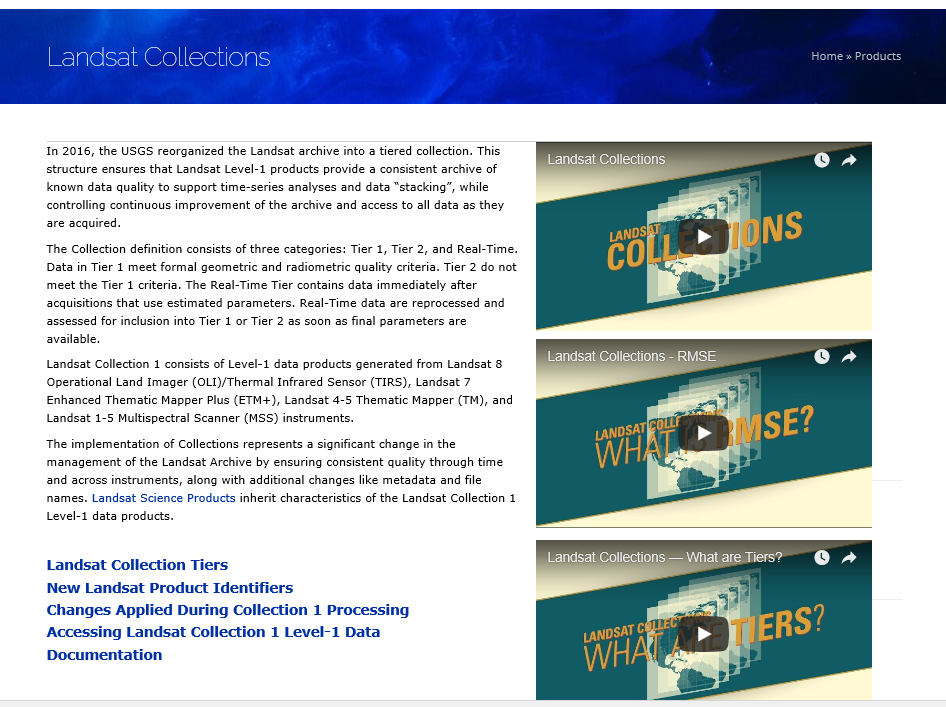 Landsat Collections
Home » Products
In 2016, the USGS reorganized the Landsat archive into a tiered collection. This
structure ensures that Landsat Level-1 products provide a consistent archive of
known data quality to support time-series analyses and data “stacking”, while
controlling continuous improvement of the archive and access to all data as they
are acquired.
The Collection definition consists of three categories: Tier 1, Tier 2, and Real-Time.
Data in Tier 1 meet formal geometric and radiometric quality criteria. Tier 2 do not
meet the Tier 1 criteria. The Real-Time Tier contains data immediately after
acquisitions that use estimated parameters. Real-Time data are reprocessed and
assessed for inclusion into Tier 1 or Tier 2 as soon as final parameters are
available.
Landsat Collection 1 consists of Level-1 data products generated from Landsat 8
Operational Land Imager (OLI)/Thermal Infrared Sensor (TIRS), Landsat 7
Enhanced Thematic Mapper Plus (ETM+), Landsat 4-5 Thematic Mapper (TM), and
Landsat 1-5 Multispectral Scanner (MSS) instruments.
The implementation of Collections represents a significant change in the
management of the Landsat Archive by ensuring consistent quality through time
and across instruments, along with additional changes like metadata and file
names. Landsat Science Products inherit characteristics of the Landsat Collection 1
Level-1 data products.
Landsat Collection Tiers
New Landsat Product Identifiers
Changes Applied During Collection 1 Processing
Accessing Landsat Collection 1 Level-1 Data
Documentation
Landsat Collections
LANDSAT
COLLECTIONS
Landsat Collections - RMSE
LANDSAT COLLECTIONS
WHAT IS RMSE?
Landsat Collections — What are Tiers?
LANDSAT COLLECTIONS
WHAT ARE TIERS?